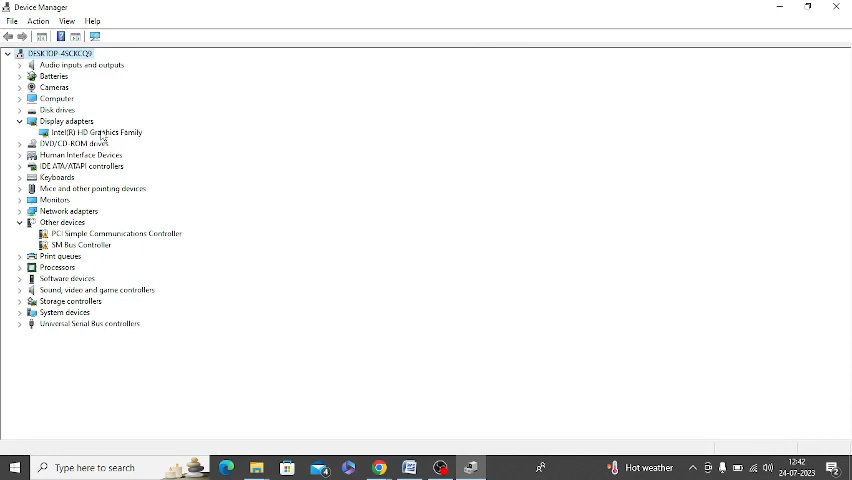 Device Manager
File Action View Help
DESKTOP-4SCKCQ9
Audio inputs and outputs
Batteries
Cameras
Computer
Disk drives
Display adapters
Intel(R) HD Graphics Family
DVD/CD-ROM drives
Human Interface Devices
IDE ATA/ATAPI controllers
Keyboards
Mice and other pointing devices
Monitors
Network adapters
Other devices
PCI Simple Communications Controller
SM Bus Controller
Print queues
Processors
Software devices
Sound, video and game controllers
Storage controllers
System devices
Universal Serial Bus controllers
Type here to search
4
Hot weather
12:42
24-07-2023
2